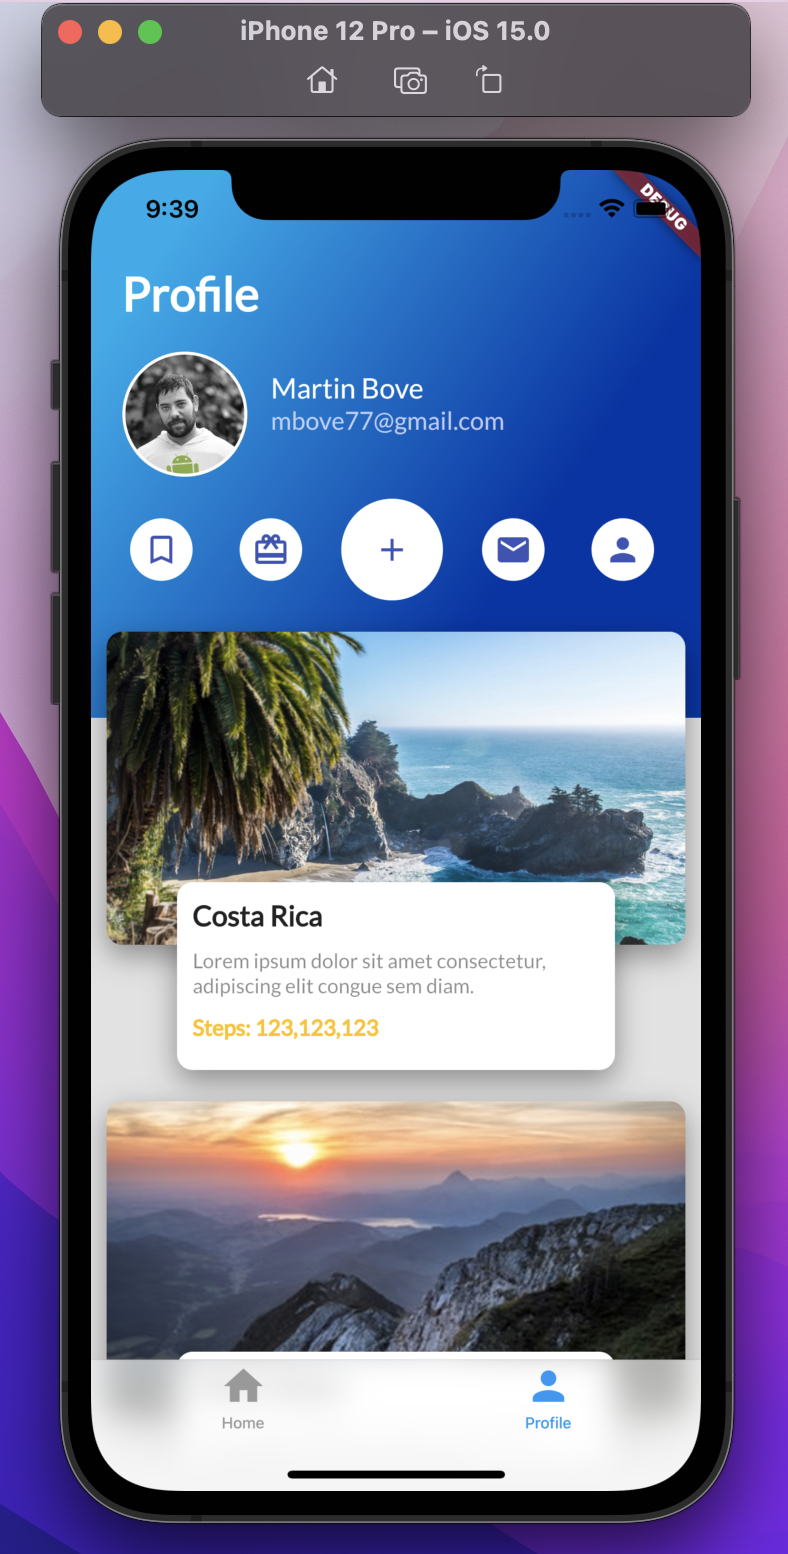 iPhone 12 Pro – iOS 15.0
9:39
DEBUG
Profile
Martin Bove
mbove77@gmail.com
Costa Rica
Lorem ipsum dolor sit amet consectetur,
adipiscing elit congue sem diam.
Steps: 123,123,123
Home
Profile